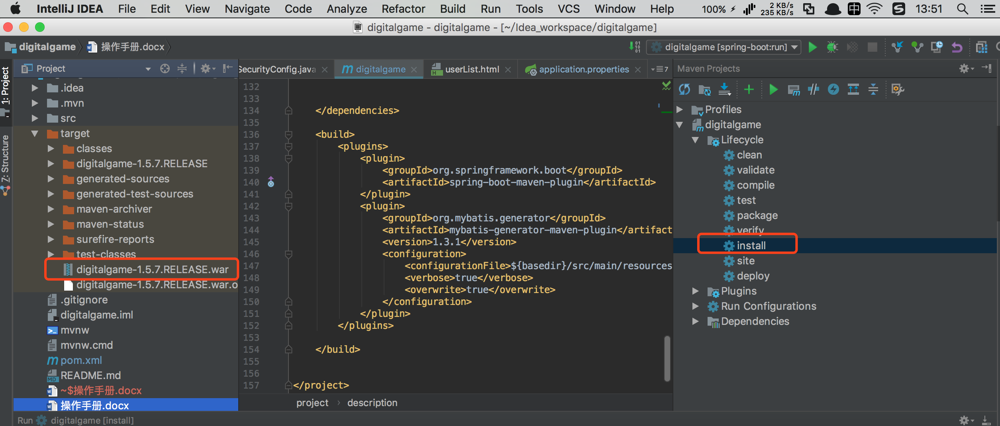 IntelliJ IDEA File Edit View Navigate Code Analyze Refactor Build Run Tools VCS Window Help 100% 2 KB/s 235 KB/s 中 S 13:51
digitalgame - digitalgame - [~/Idea_workspace/digitalgame]
digitalgame 操作手册.docx digitalgame [spring-boot:run]
1: Project
7: Structure
Project
.idea
.mvn
src
target
classes
digitalgame-1.5.7.RELEASE
generated-sources
generated-test-sources
maven-archiver
maven-status
surefire-reports
test-classes
digitalgame-1.5.7.RELEASE.war
digitalgame-1.5.7.RELEASE.war.o
.gitignore
digitalgame.iml
mvnw
mvnw.cmd
pom.xml
README.md
~$操作手册.docx
操作手册.docx
SecurityConfig.java digitalgame userList.html application.properties 7
132
133
134 </dependencies>
135
136 <build>
137 <plugins>
138 <plugin>
139 <groupId>org.springframework.boot</groupId>
140 <artifactId>spring-boot-maven-plugin</artifactId>
141 </plugin>
142 <plugin>
143 <groupId>org.mybatis.generator</groupId>
144 <artifactId>mybatis-generator-maven-plugin</artifact
145 <version>1.3.1</version>
146 <configuration>
147 <configurationFile>${basedir}/src/main/resources
148 <verbose>true</verbose>
149 <overwrite>true</overwrite>
150 </configuration>
151 </plugin>
152 </plugins>
153
154 </build>
155
156
157 </project>
project › description
Maven Projects
Profiles
digitalgame
Lifecycle
clean
validate
compile
test
package
verify
install
site
deploy
Plugins
Run Configurations
Dependencies
Run digitalgame [install]